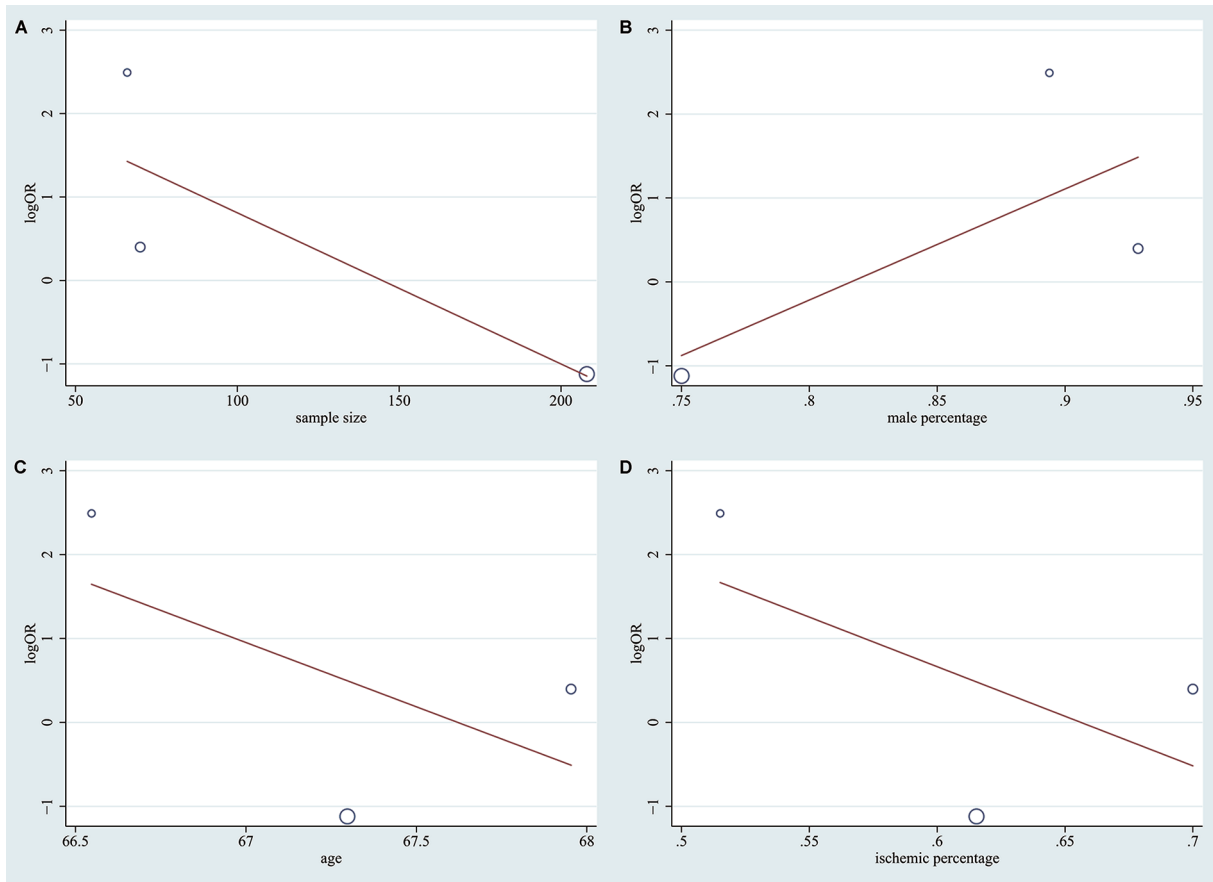 A
3
2
1
0
−1
logOR
50 100 150 200
sample size
B
3
2
1
0
−1
logOR
.75 .8 .85 .9 .95
male percentage
C
3
2
1
0
−1
logOR
66.5 67 67.5 68
age
D
3
2
1
0
−1
logOR
.5 .55 .6 .65 .7
ischemic percentage